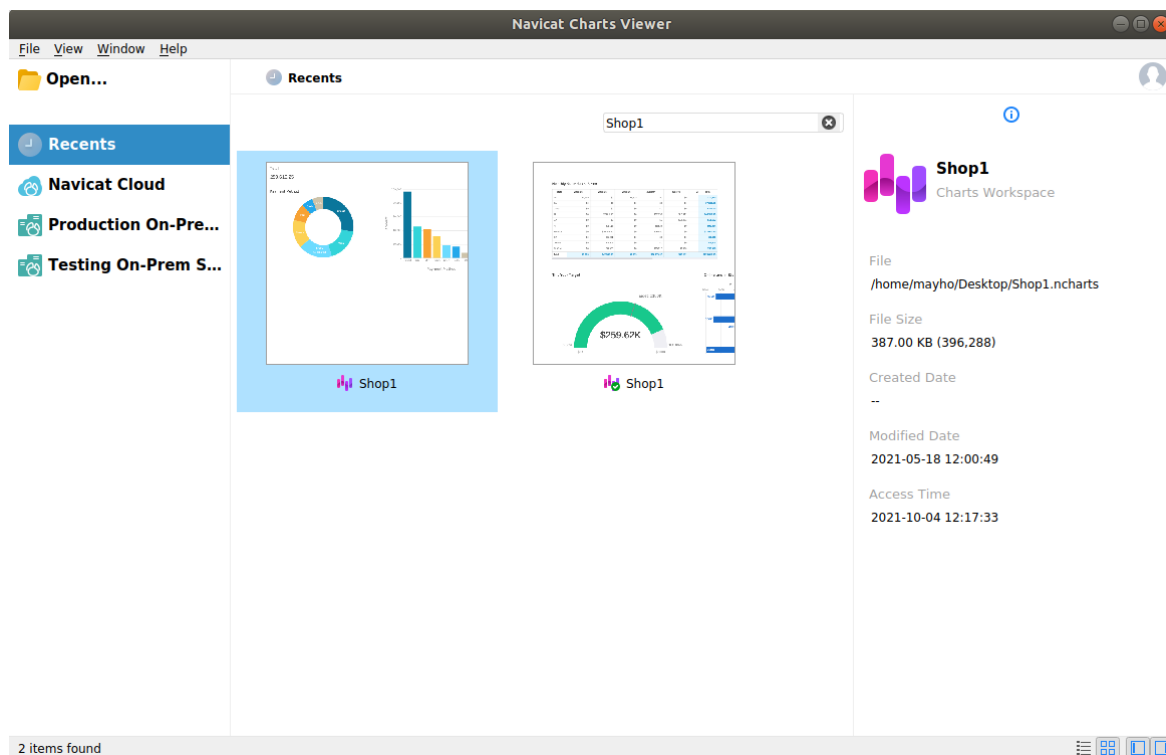 Navicat Charts Viewer
File View Window Help
Open...
Recents
Recents
Navicat Cloud
Production On-Pre...
Testing On-Prem S...
Shop1
$259.62K
Shop1
Shop1
Shop1
Charts Workspace
File
/home/mayho/Desktop/Shop1.ncharts
File Size
387.00 KB (396,288)
Created Date
--
Modified Date
2021-05-18 12:00:49
Access Time
2021-10-04 12:17:33
2 items found